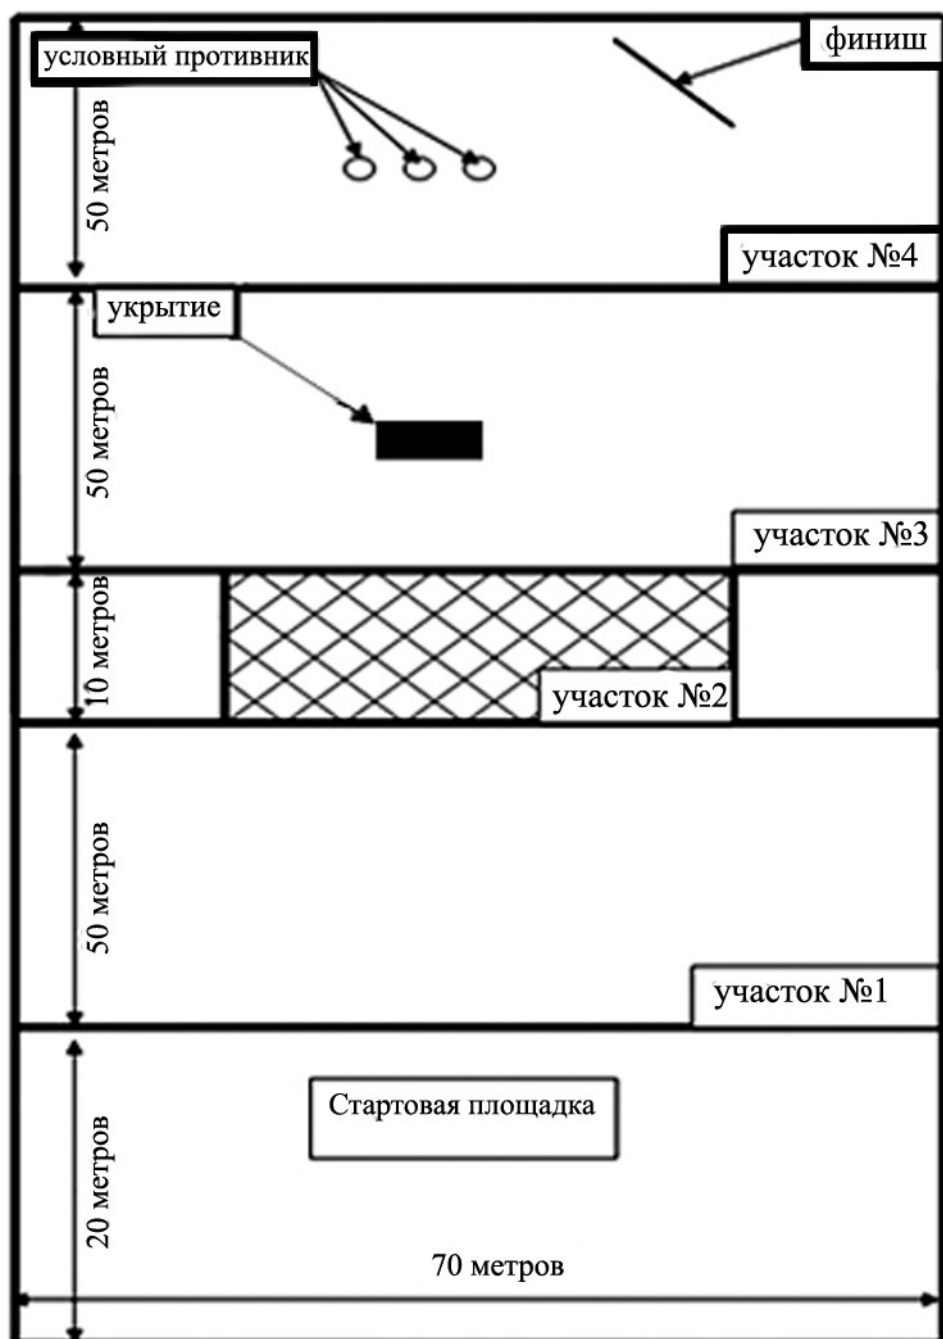 условный противник
финиш
50 метров
участок №4
укрытие
50 метров
участок №3
10 метров
участок №2
50 метров
участок №1
Стартовая площадка
20 метров
70 метров